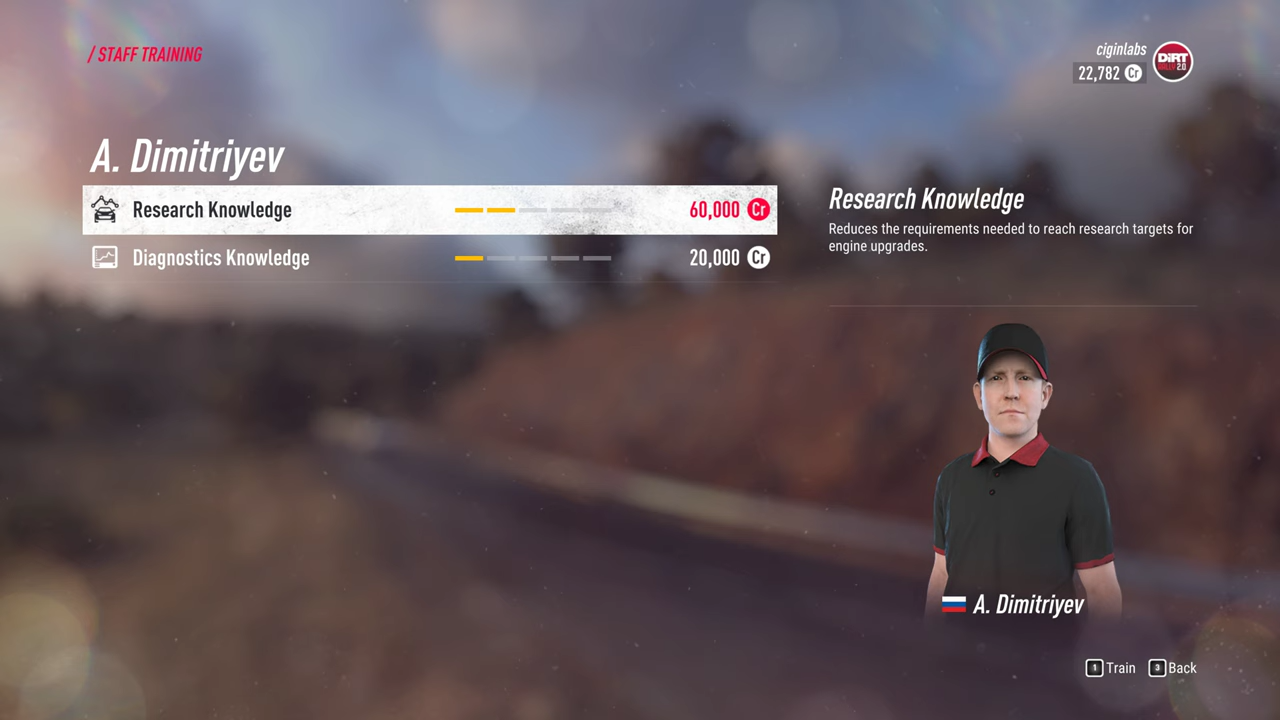 / STAFF TRAINING
ciginlabs
22,782 Cr
DiRT
RALLY 2.0
A. Dimitriyev
Research Knowledge 60,000 Cr
Diagnostics Knowledge 20,000 Cr
Research Knowledge
Reduces the requirements needed to reach research targets for
engine upgrades.
A. Dimitriyev
1 Train 3 Back